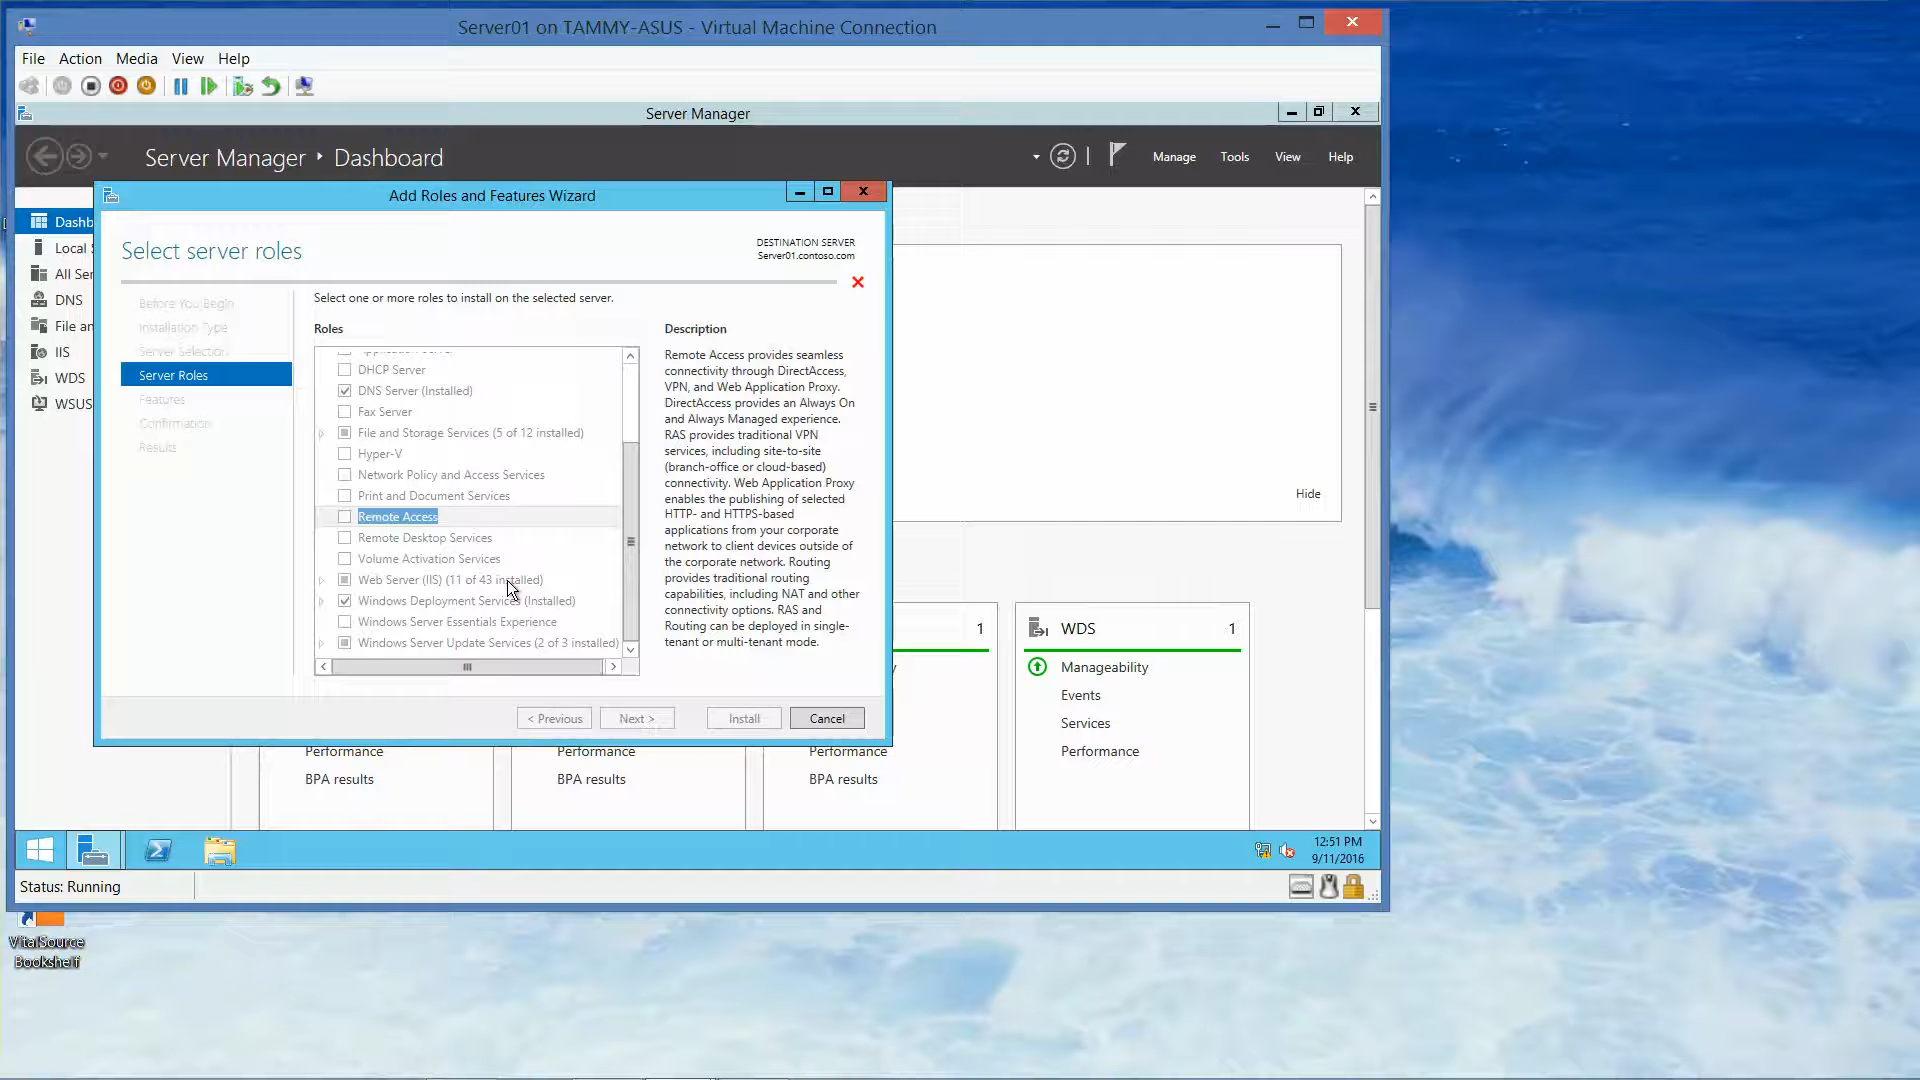 Server01 on TAMMY-ASUS - Virtual Machine Connection
File Action Media View Help
Server Manager
Server Manager ‣ Dashboard
Manage Tools View Help
Add Roles and Features Wizard
Dashb
Local
All Ser
DNS
File an
IIS
WDS
WSUS
Select server roles
DESTINATION SERVER
Server01.contoso.com
Before You Begin
Installation Type
Server Selection
Server Roles
Features
Confirmation
Results
Select one or more roles to install on the selected server.
Roles
DHCP Server
DNS Server (Installed)
Fax Server
File and Storage Services (5 of 12 installed)
Hyper-V
Network Policy and Access Services
Print and Document Services
Remote Access
Remote Desktop Services
Volume Activation Services
Web Server (IIS) (11 of 43 installed)
Windows Deployment Services (Installed)
Windows Server Essentials Experience
Windows Server Update Services (2 of 3 installed)
Description
Remote Access provides seamless
connectivity through DirectAccess,
VPN, and Web Application Proxy.
DirectAccess provides an Always On
and Always Managed experience.
RAS provides traditional VPN
services, including site-to-site
(branch-office or cloud-based)
connectivity. Web Application Proxy
enables the publishing of selected
HTTP- and HTTPS-based
applications from your corporate
network to client devices outside of
the corporate network. Routing
provides traditional routing
capabilities, including NAT and other
connectivity options. RAS and
Routing can be deployed in single-
tenant or multi-tenant mode.
< Previous Next > Install Cancel
Hide
1
WDS 1
Manageability
Events
Services
Performance
Performance
BPA results
Performance
BPA results
Performance
BPA results
12:51 PM
9/11/2016
Status: Running
VitalSource
Bookshelf